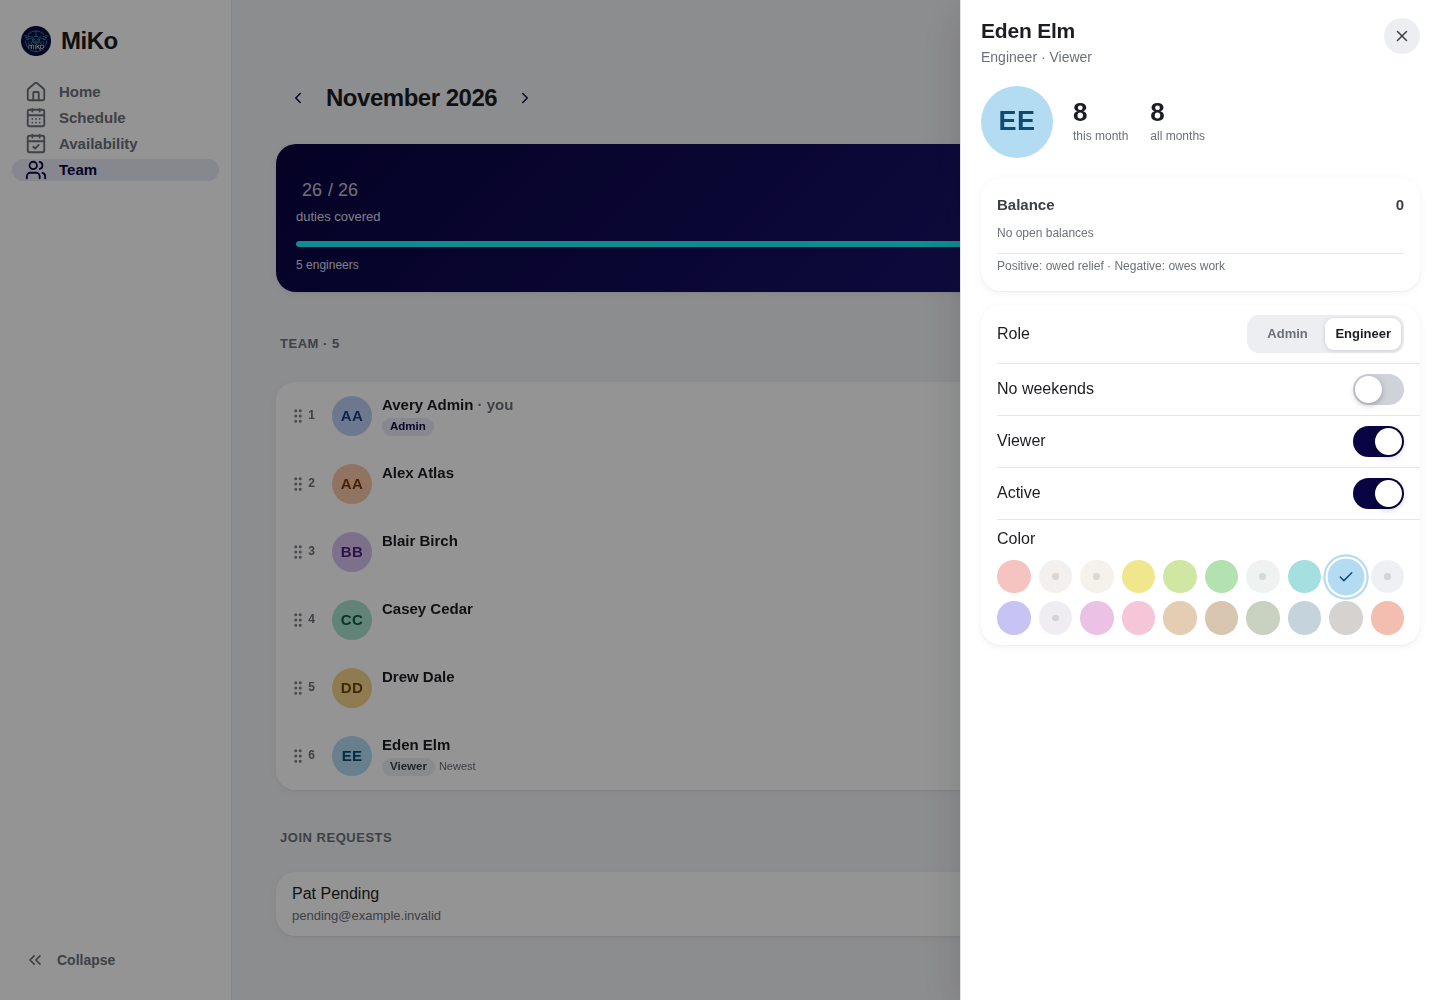 MiKo
Home
Schedule
Availability
Team
Collapse
November 2026
26 / 26
duties covered
5 engineers
TEAM · 5
1
AA
Avery Admin · you
Admin
2
AA
Alex Atlas
3
BB
Blair Birch
4
CC
Casey Cedar
5
DD
Drew Dale
6
EE
Eden Elm
Viewer Newest
JOIN REQUESTS
Pat Pending
pending@example.invalid
Eden Elm
Engineer · Viewer
EE
8
this month
8
all months
Balance 0
No open balances
Positive: owed relief · Negative: owes work
Role Admin Engineer
No weekends
Viewer
Active
Color